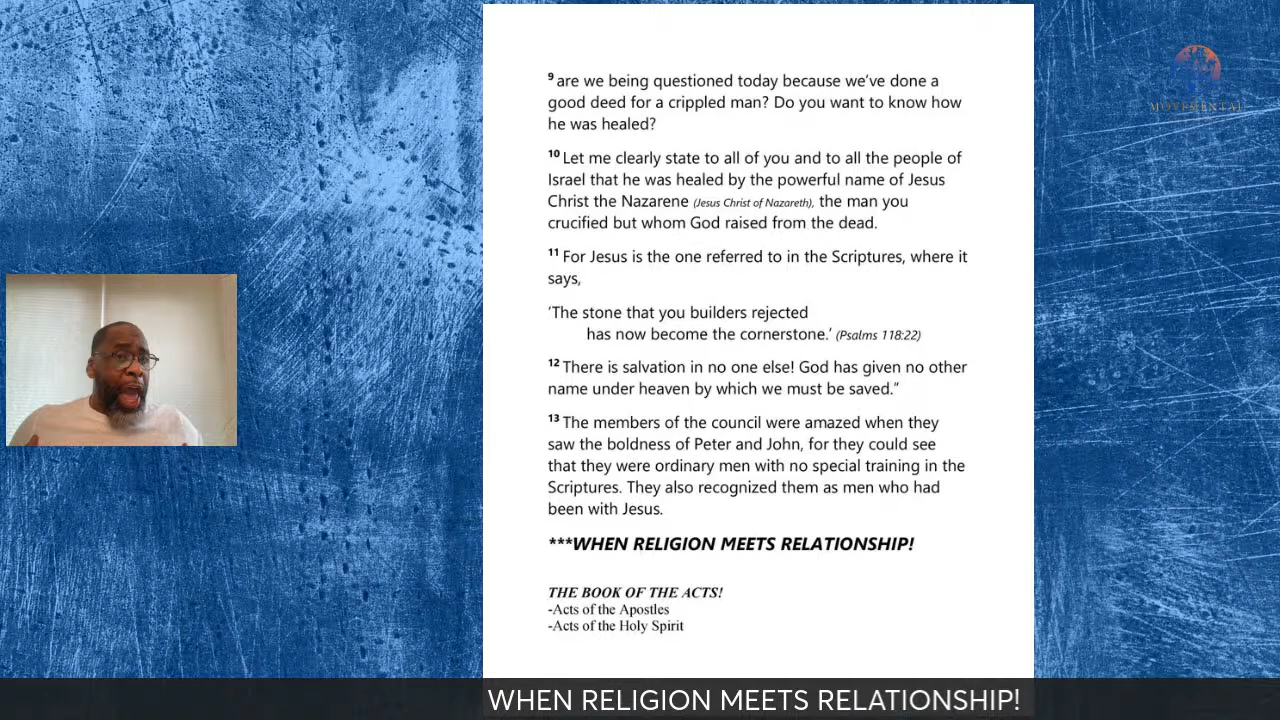 9 are we being questioned today because we've done a
good deed for a crippled man? Do you want to know how
he was healed?
10 Let me clearly state to all of you and to all the people of
Israel that he was healed by the powerful name of Jesus
Christ the Nazarene (Jesus Christ of Nazareth), the man you
crucified but whom God raised from the dead.
11 For Jesus is the one referred to in the Scriptures, where it
says,
'The stone that you builders rejected
has now become the cornerstone.' (Psalms 118:22)
12 There is salvation in no one else! God has given no other
name under heaven by which we must be saved."
13 The members of the council were amazed when they
saw the boldness of Peter and John, for they could see
that they were ordinary men with no special training in the
Scriptures. They also recognized them as men who had
been with Jesus.
***WHEN RELIGION MEETS RELATIONSHIP!
THE BOOK OF THE ACTS!
-Acts of the Apostles
-Acts of the Holy Spirit
MOVEMENTAL
WHEN RELIGION MEETS RELATIONSHIP!